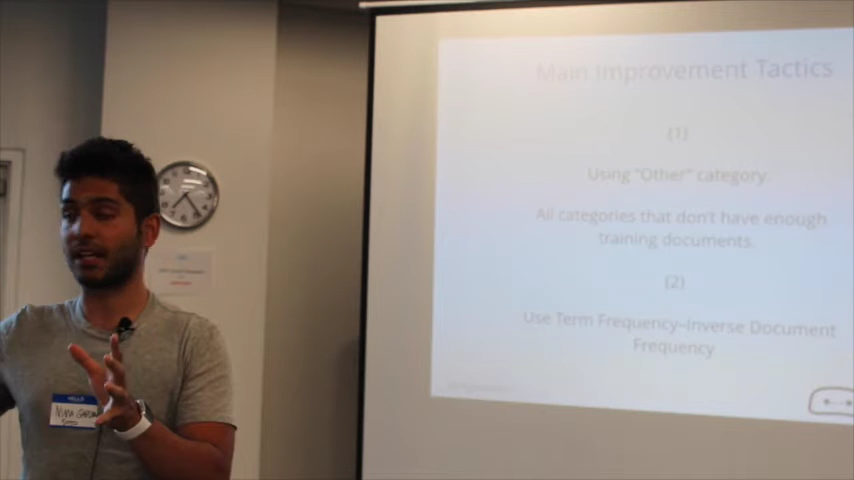 Main Improvement Tactics
(1)
Using "Other" category.
All categories that don't have enough
training documents.
(2)
Use Term Frequency–Inverse Document
Frequency
HELLO